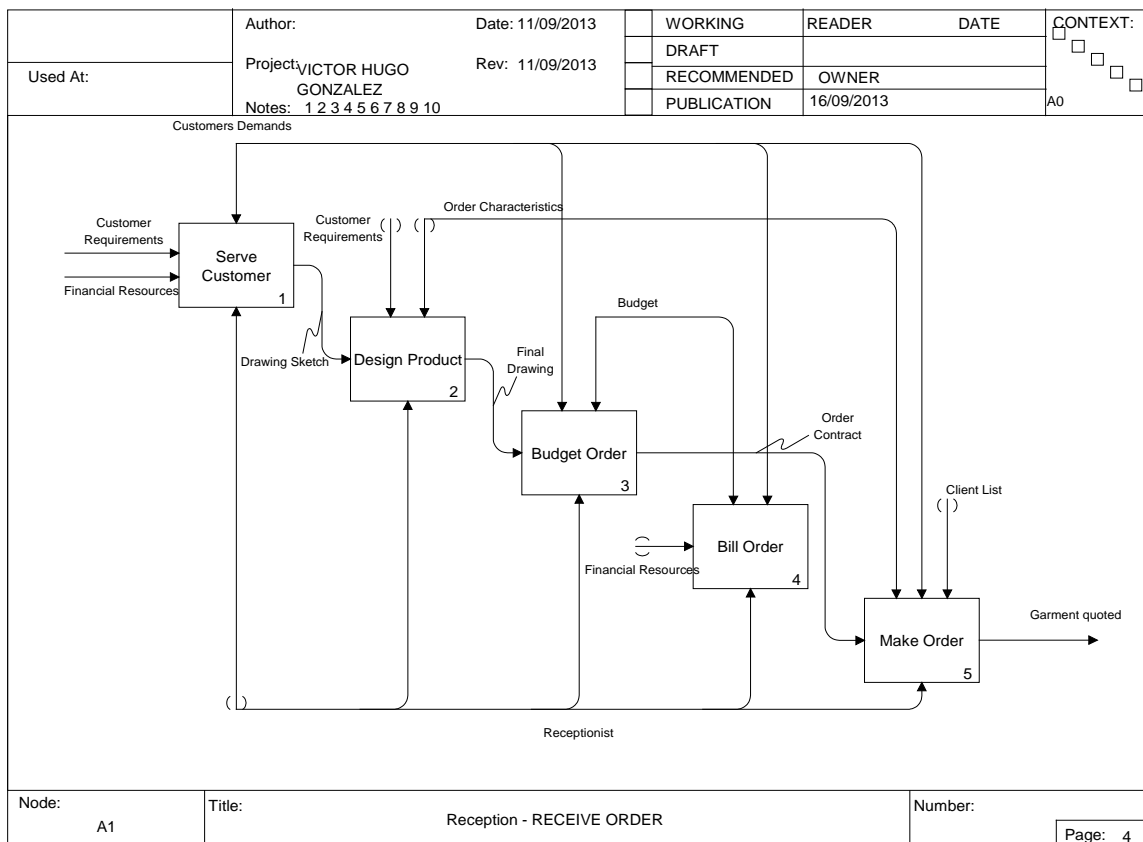 Used At:
Author:
Date: 11/09/2013
Project:
VICTOR HUGO
GONZALEZ
Rev: 11/09/2013
Notes: 1 2 3 4 5 6 7 8 9 10
WORKING
DRAFT
RECOMMENDED
PUBLICATION
READER
DATE
OWNER
16/09/2013
CONTEXT:
A0
Customers Demands
Customer
Requirements
Financial Resources
Serve
Customer
1
Drawing Sketch
Customer
Requirements
Order Characteristics
Design Product
2
Final
Drawing
Budget
Budget Order
3
Order
Contract
Financial Resources
Bill Order
4
Client List
Make Order
5
Garment quoted
Receptionist
Node:
A1
Title:
Reception - RECEIVE ORDER
Number:
Page: 4